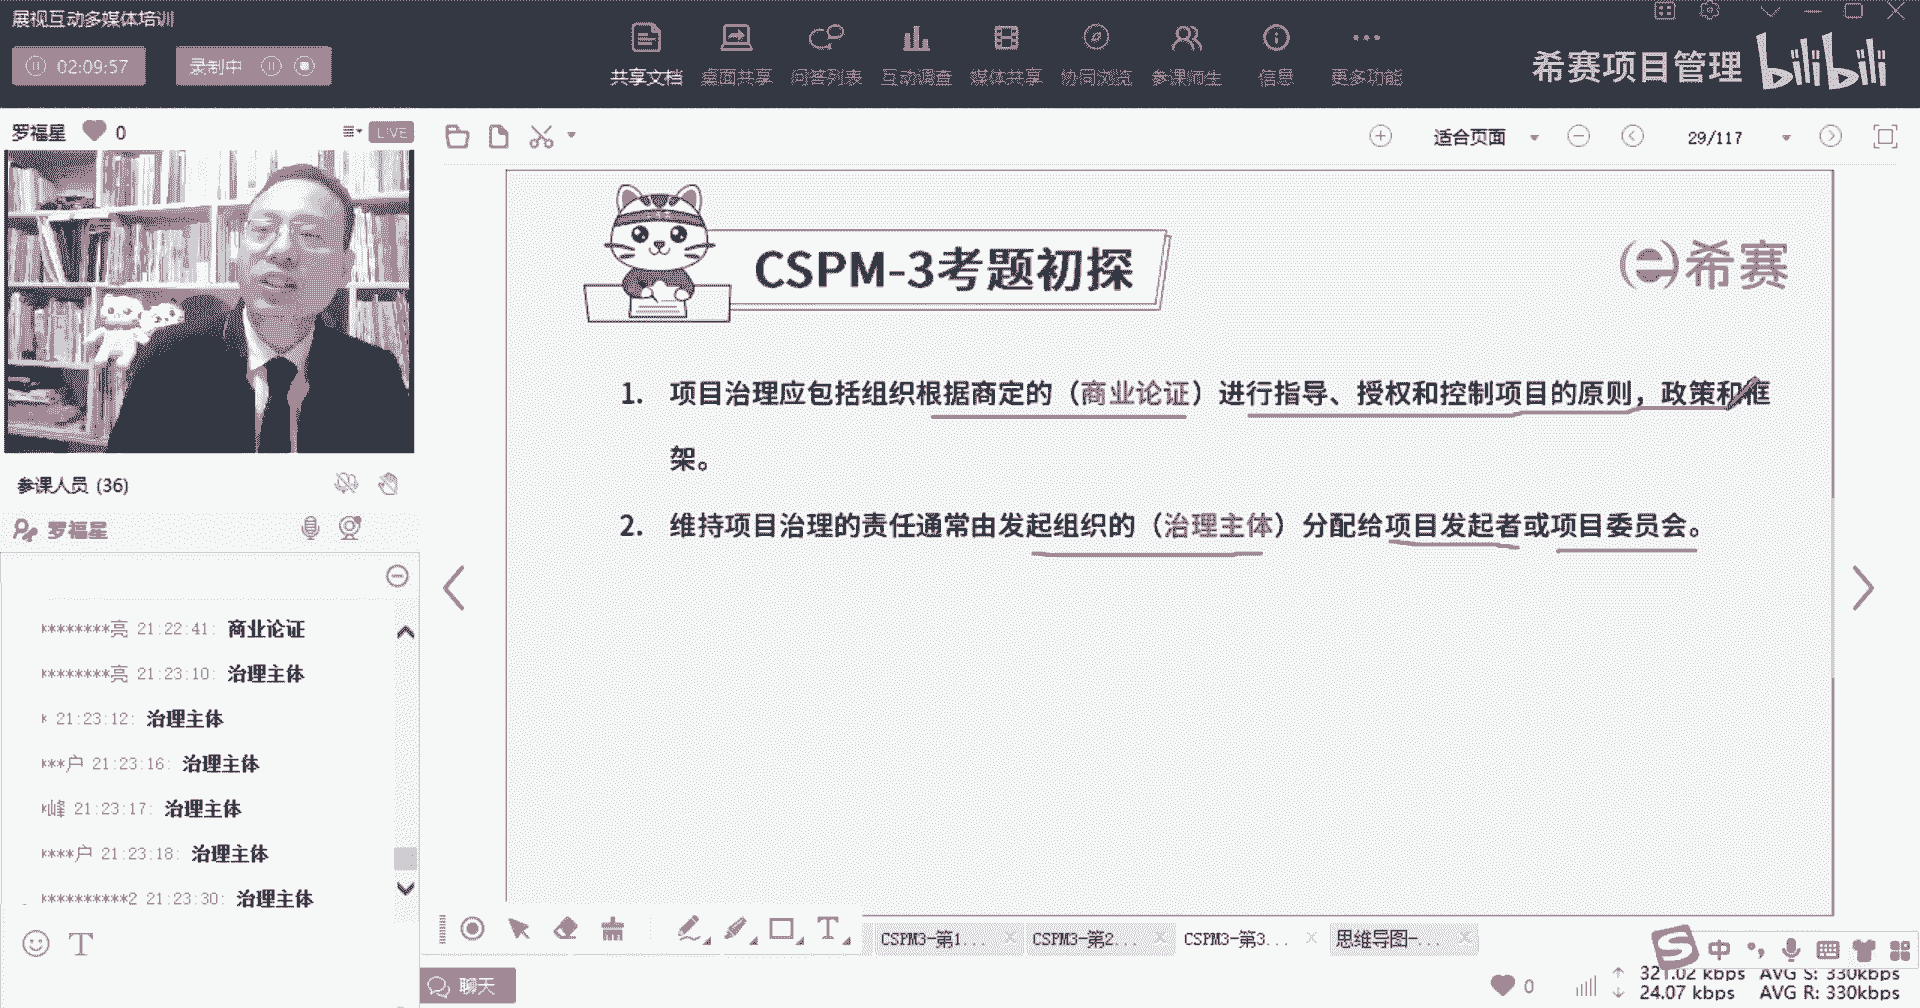 展视互动多媒体培训
02:09:57
录制中
共享文档
桌面共享
问答列表
互动调查
媒体共享
协同浏览
参课师生
信息
更多功能
希赛项目管理
bilibili
罗福星
0
LIVE
适合页面
29/117
CSPM-3考题初探
希赛
1. 项目治理应包括组织根据商定的（商业论证）进行指导、授权和控制项目的原则，政策和框
架。
2. 维持项目治理的责任通常由发起组织的（治理主体）分配给项目发起者或项目委员会。
参课人员 (36)
罗福星
********亮 21:22:41: 商业论证
********亮 21:23:10: 治理主体
* 21:23:12: 治理主体
***户 21:23:16: 治理主体
*峰 21:23:17: 治理主体
****户 21:23:18: 治理主体
**********2 21:23:30: 治理主体
T
T
CSPM3-第1...
CSPM3-第2...
CSPM3-第3...
思维导图-...
聊天
S
中
0
321.02 kbps AVG S: 330kbps
24.07 kbps AVG R: 330kbps